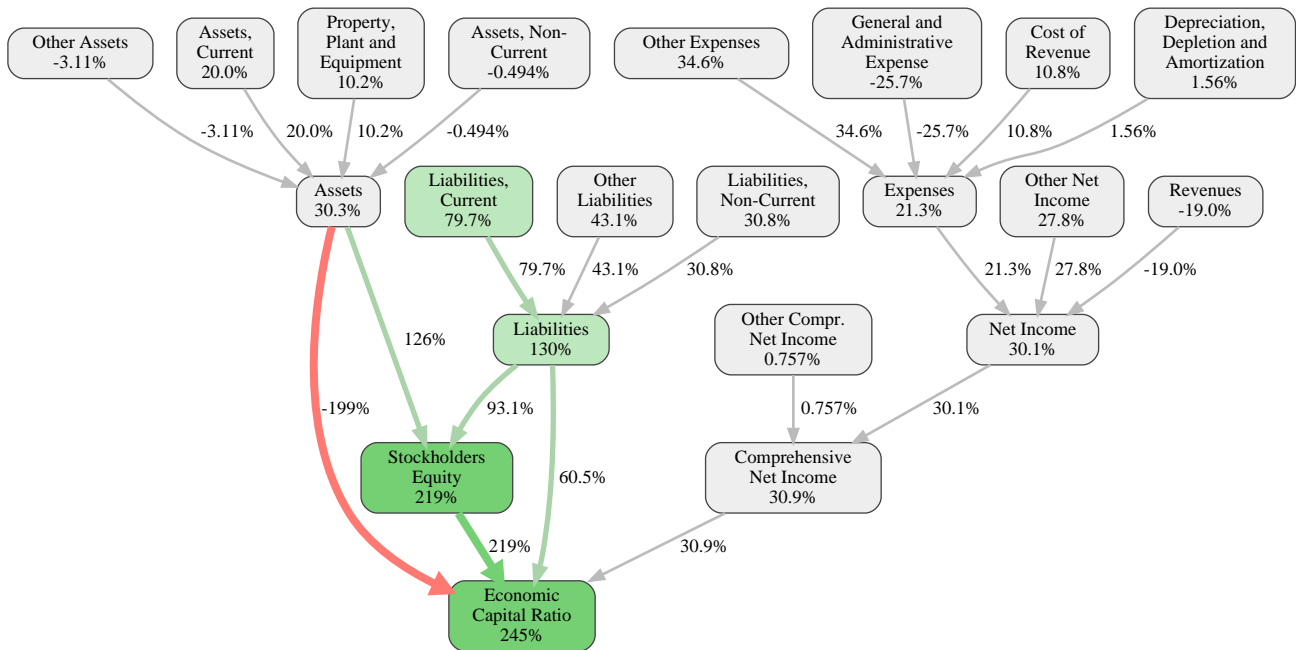 Other Assets
-3.11%
Assets,
Current
20.0%
Property,
Plant and
Equipment
10.2%
Assets, Non-
Current
-0.494%
Other Expenses
34.6%
General and
Administrative
Expense
-25.7%
Cost of
Revenue
10.8%
Depreciation,
Depletion and
Amortization
1.56%
-3.11%
20.0%
10.2%
-0.494%
34.6%
-25.7%
10.8%
1.56%
Assets
30.3%
Liabilities,
Current
79.7%
Other
Liabilities
43.1%
Liabilities,
Non-Current
30.8%
Expenses
21.3%
Other Net
Income
27.8%
Revenues
-19.0%
79.7%
43.1%
30.8%
21.3%
27.8%
-19.0%
126%
Liabilities
130%
Other Compr.
Net Income
0.757%
Net Income
30.1%
-199%
93.1%
0.757%
30.1%
Stockholders
Equity
219%
60.5%
Comprehensive
Net Income
30.9%
219%
30.9%
Economic
Capital Ratio
245%